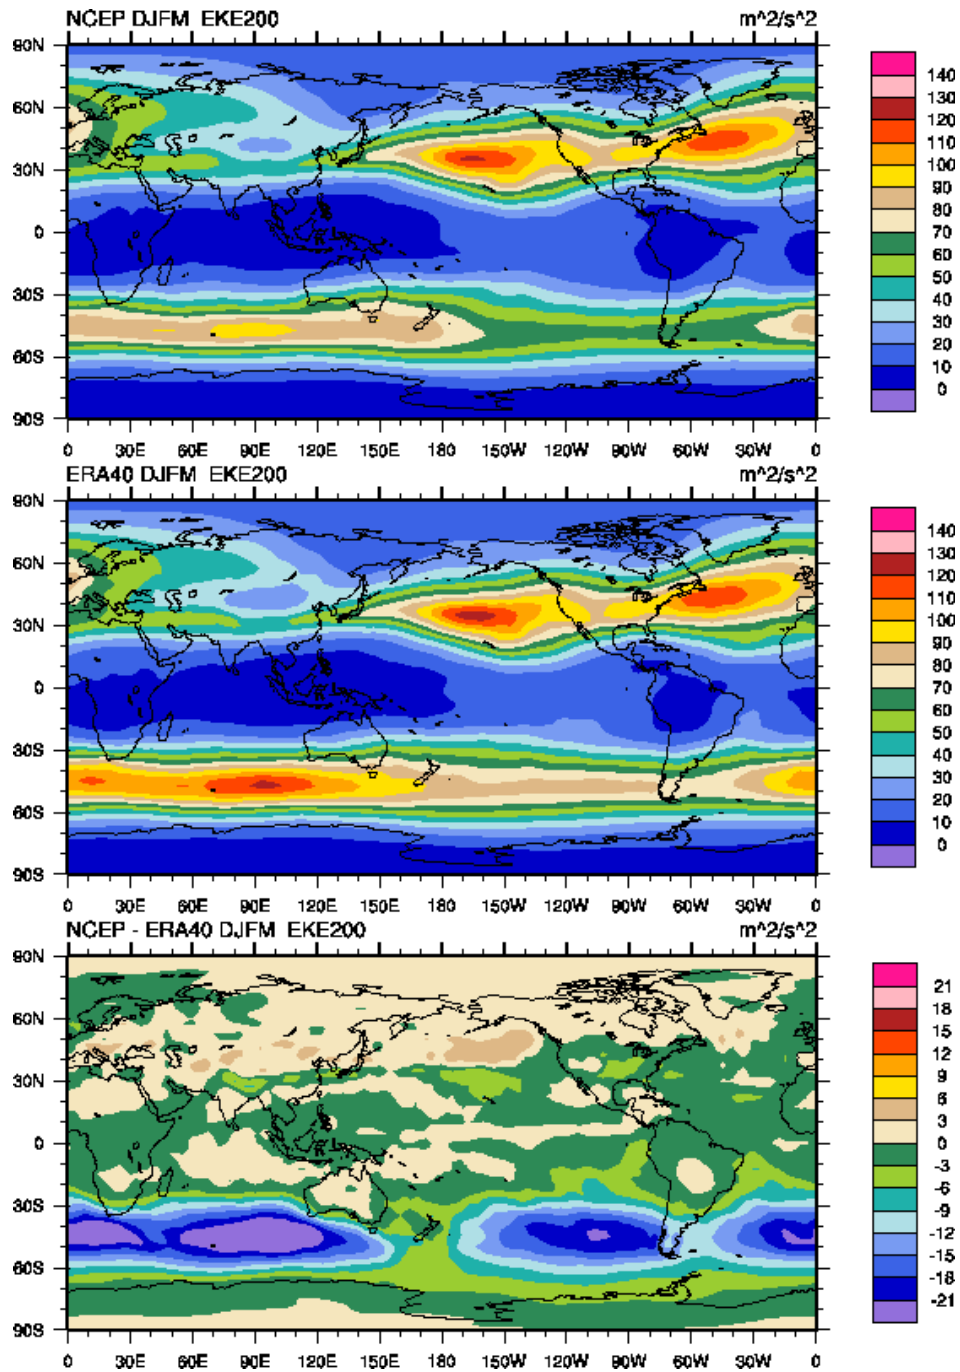 NCEP DJFM EKE200 m^2/s^2
90N
60N
30N
0
30S
60S
90S
0 30E 60E 90E 120E 150E 180 150W 120W 90W 60W 30W 0
140
130
120
110
100
90
80
70
60
50
40
30
20
10
0
ERA40 DJFM EKE200 m^2/s^2
90N
60N
30N
0
30S
60S
90S
0 30E 60E 90E 120E 150E 180 150W 120W 90W 60W 30W 0
140
130
120
110
100
90
80
70
60
50
40
30
20
10
0
NCEP - ERA40 DJFM EKE200 m^2/s^2
90N
60N
30N
0
30S
60S
90S
0 30E 60E 90E 120E 150E 180 150W 120W 90W 60W 30W 0
21
18
15
12
9
6
3
0
-3
-6
-9
-12
-15
-18
-21